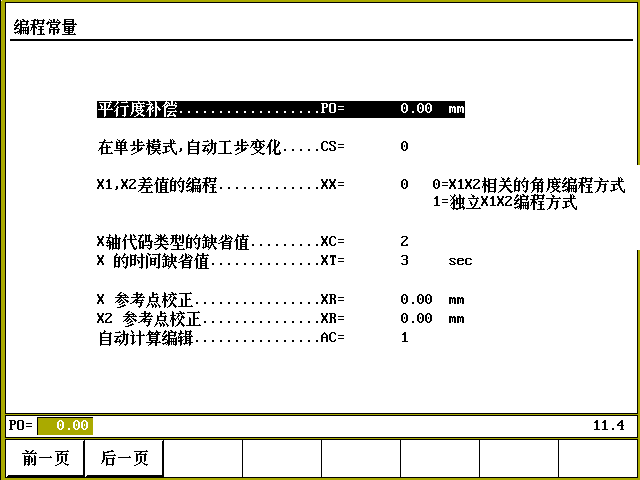 编程常量
平行度补偿..................PO= 0.00 mm
在单步模式,自动工步变化.....CS= 0
X1,X2差值的编程.............XX= 0 0=X1X2相关的角度编程方式
1=独立X1X2编程方式
X轴代码类型的缺省值.........XC= 2
X 的时间缺省值..............XT= 3 sec
X 参考点校正................XR= 0.00 mm
X2 参考点校正...............XR= 0.00 mm
自动计算编辑................AC= 1
PO= 0.00 11.4
前一页 后一页